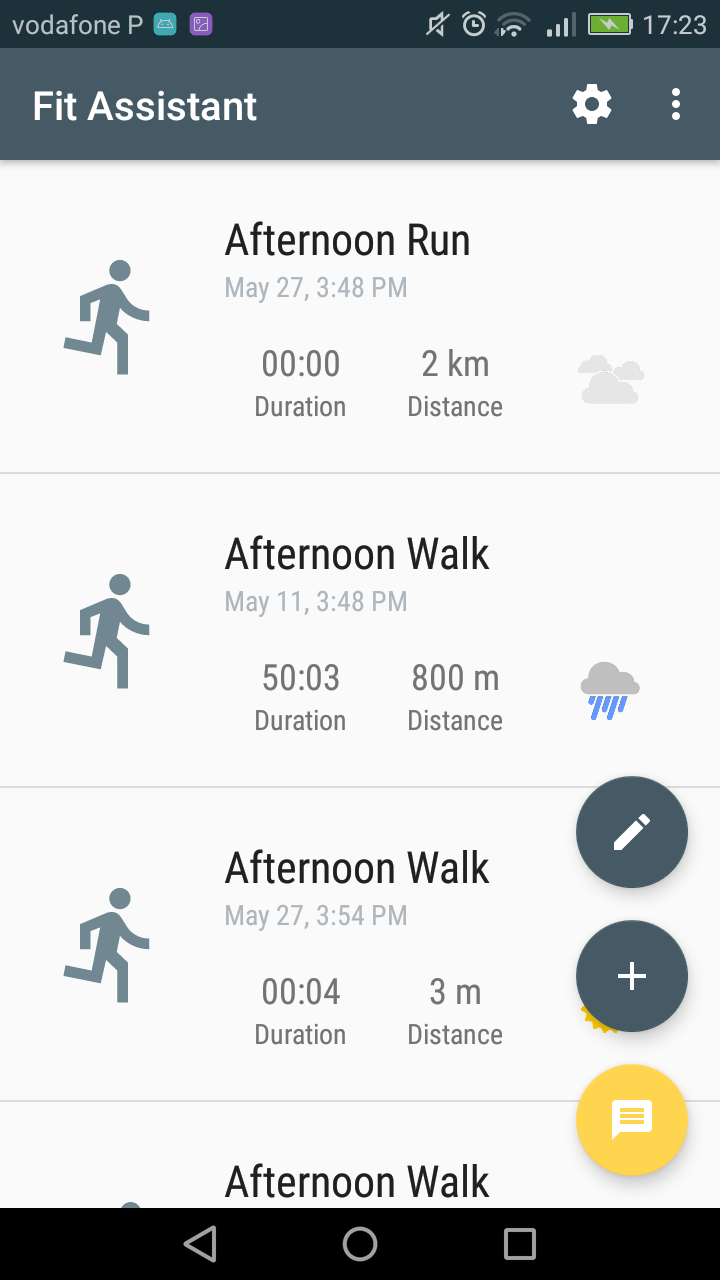 vodafone P 17:23
Fit Assistant
Afternoon Run
May 27, 3:48 PM
00:00 2 km
Duration Distance
Afternoon Walk
May 11, 3:48 PM
50:03 800 m
Duration Distance
Afternoon Walk
May 27, 3:54 PM
00:04 3 m
Duration Distance
Afternoon Walk